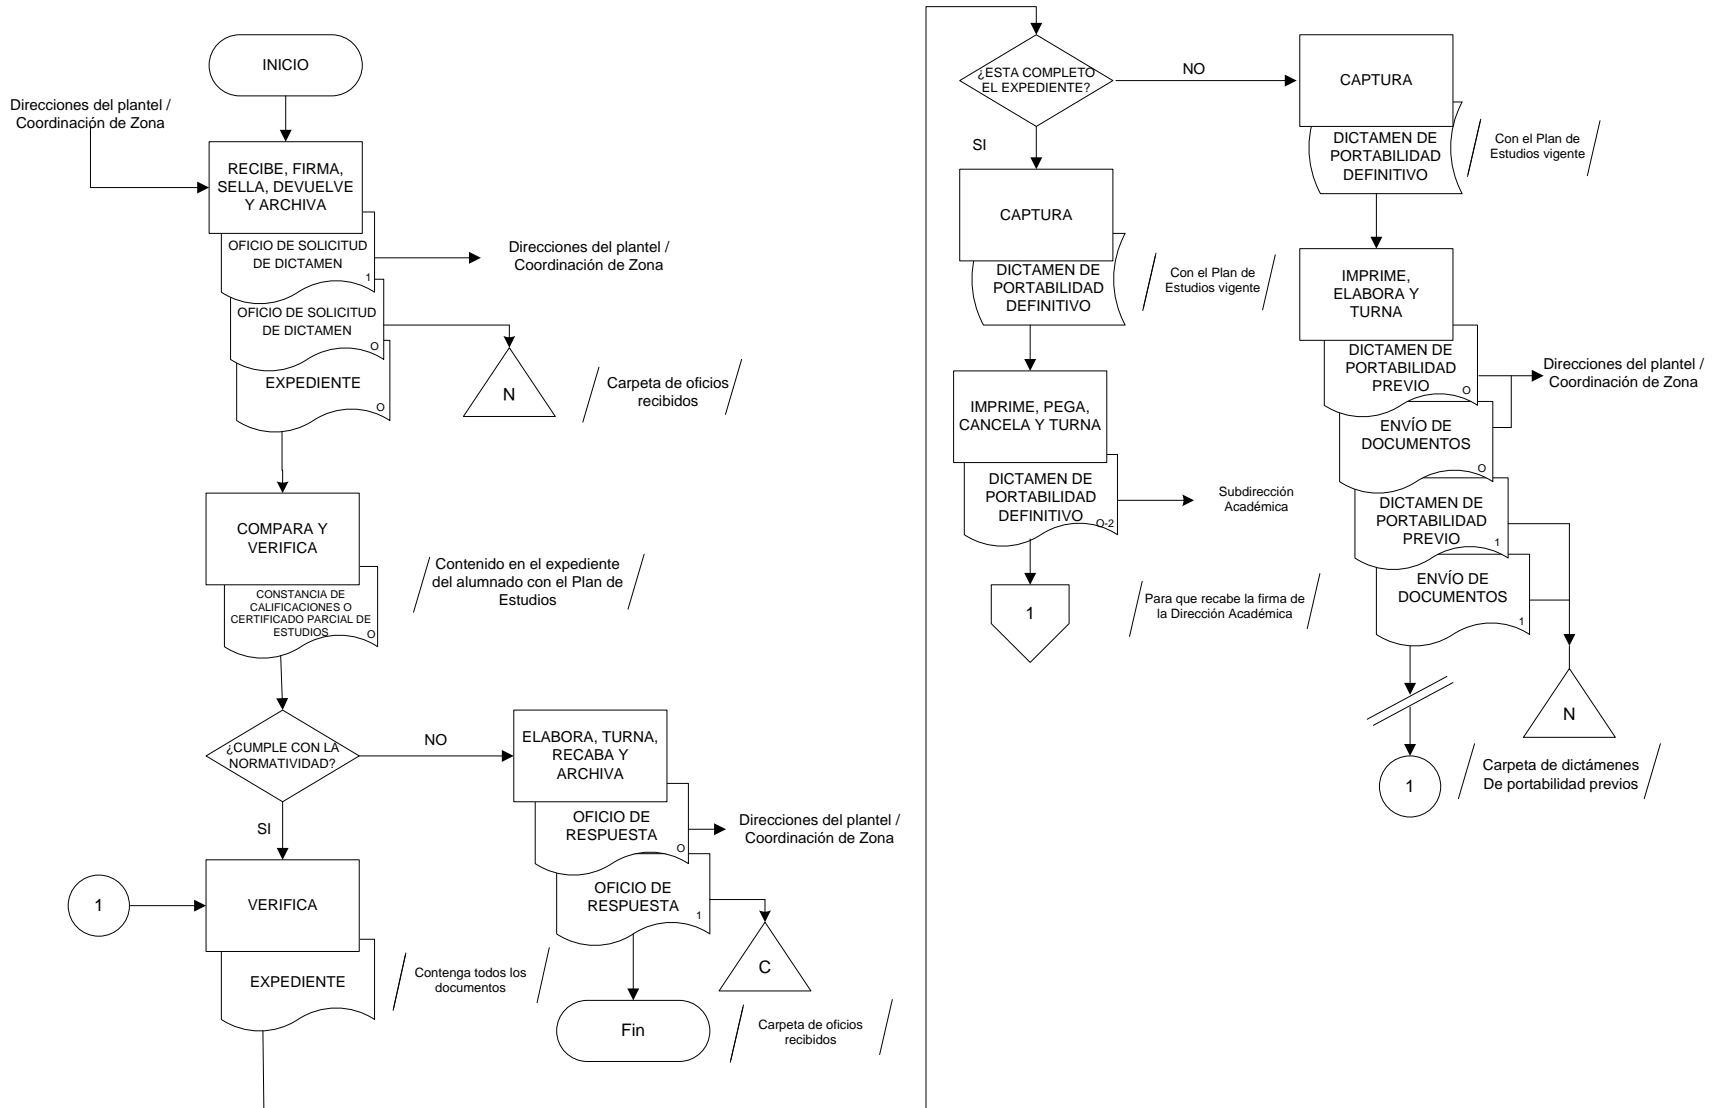 INICIO
Direcciones del plantel /
Coordinación de Zona
RECIBE, FIRMA,
SELLA, DEVUELVE
Y ARCHIVA
OFICIO DE SOLICITUD
DE DICTAMEN
1
Direcciones del plantel /
Coordinación de Zona
OFICIO DE SOLICITUD
DE DICTAMEN
O
EXPEDIENTE
O
N
Carpeta de oficios
recibidos
COMPARA Y
VERIFICA
CONSTANCIA DE
CALIFICACIONES O
CERTIFICADO PARCIAL DE
ESTUDIOS
O
Contenido en el expediente
del alumnado con el Plan de
Estudios
¿CUMPLE CON LA
NORMATIVIDAD?
NO
SI
ELABORA, TURNA,
RECABA Y
ARCHIVA
OFICIO DE
RESPUESTA
O
Direcciones del plantel /
Coordinación de Zona
OFICIO DE
RESPUESTA
1
C
Carpeta de oficios
recibidos
Fin
1
VERIFICA
EXPEDIENTE
Contenga todos los
documentos
¿ESTA COMPLETO
EL EXPEDIENTE?
NO
SI
CAPTURA
DICTAMEN DE
PORTABILIDAD
DEFINITIVO
Con el Plan de
Estudios vigente
IMPRIME, PEGA,
CANCELA Y TURNA
DICTAMEN DE
PORTABILIDAD
DEFINITIVO
O-2
Subdirección
Académica
1
Para que recabe la firma de
la Dirección Académica
CAPTURA
DICTAMEN DE
PORTABILIDAD
DEFINITIVO
Con el Plan de
Estudios vigente
IMPRIME,
ELABORA Y
TURNA
DICTAMEN DE
PORTABILIDAD
PREVIO
O
Direcciones del plantel /
Coordinación de Zona
ENVÍO DE
DOCUMENTOS
O
DICTAMEN DE
PORTABILIDAD
PREVIO
1
ENVÍO DE
DOCUMENTOS
1
N
1
Carpeta de dictámenes
De portabilidad previos